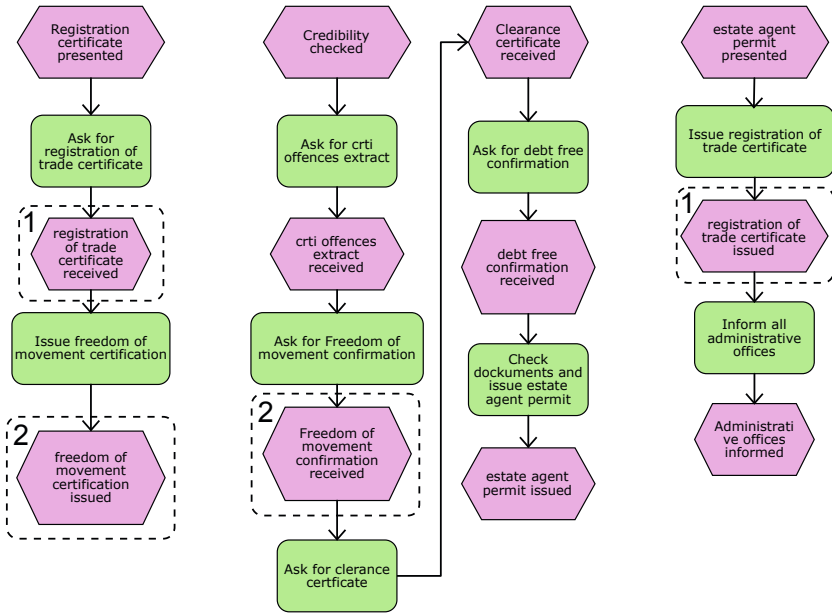 Registration
certificate
presented
Ask for
registration of
trade certificate
1
registration
of trade
certificate
received
Issue freedom of
movement certification
2
freedom of
movement
certification
issued
Credibility
checked
Ask for crti
offences extract
crti offences
extract
received
Ask for Freedom of
movement confirmation
2
Freedom of
movement
confirmation
received
Ask for clerance
certficate
Clearance
certificate
received
Ask for debt free
confirmation
debt free
confirmation
received
Check
dockuments and
issue estate
agent permit
estate agent
permit issued
estate agent
permit
presented
Issue registration of
trade certificate
1
registration of
trade certificate
issued
Inform all
administrative
offices
Administrati
ve offices
informed